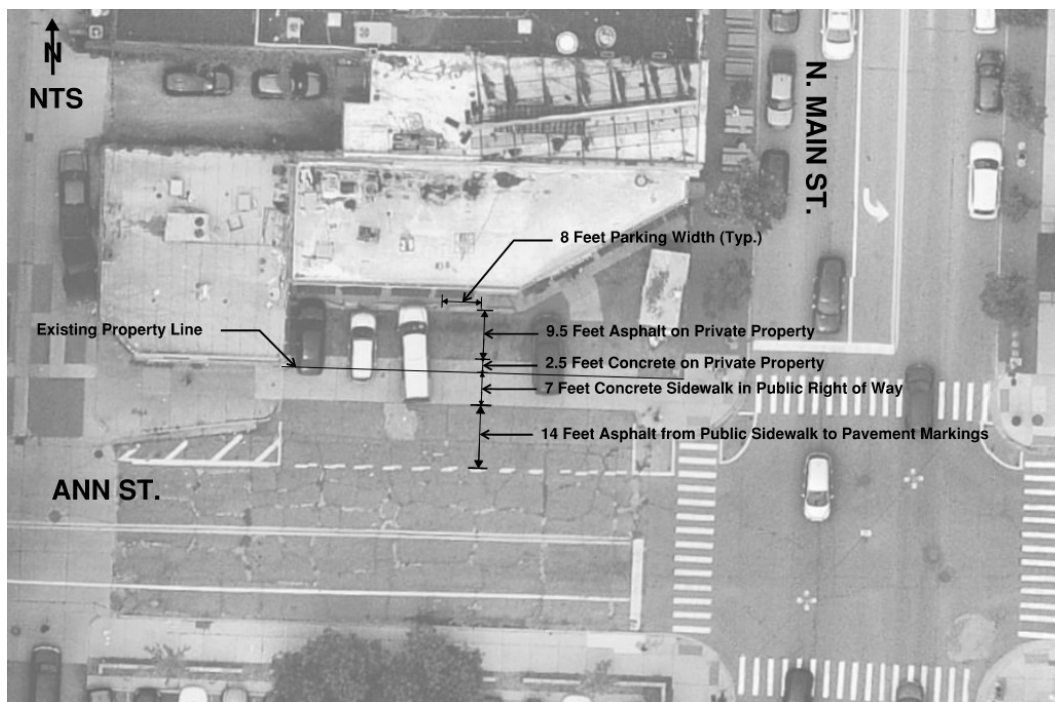 N
NTS
N. MAIN ST.
8 Feet Parking Width (Typ.)
Existing Property Line
9.5 Feet Asphalt on Private Property
2.5 Feet Concrete on Private Property
7 Feet Concrete Sidewalk in Public Right of Way
14 Feet Asphalt from Public Sidewalk to Pavement Markings
ANN ST.